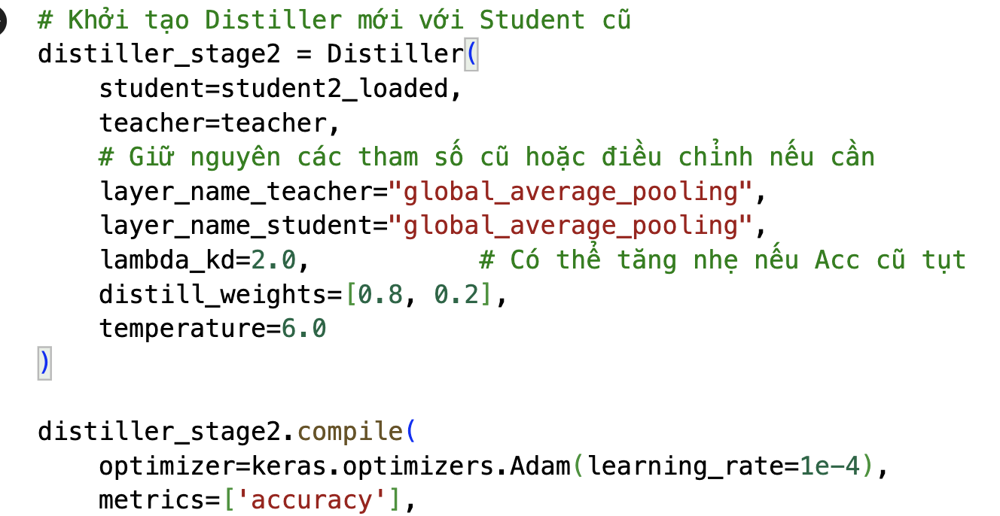 # Khởi tạo Distiller mới với Student cũ
distiller_stage2 = Distiller(
    student=student2_loaded,
    teacher=teacher,
    # Giữ nguyên các tham số cũ hoặc điều chỉnh nếu cần
    layer_name_teacher="global_average_pooling",
    layer_name_student="global_average_pooling",
    lambda_kd=2.0,           # Có thể tăng nhẹ nếu Acc cũ tụt
    distill_weights=[0.8, 0.2],
    temperature=6.0
)
distiller_stage2.compile(
    optimizer=keras.optimizers.Adam(learning_rate=1e-4),
    metrics=['accuracy'],